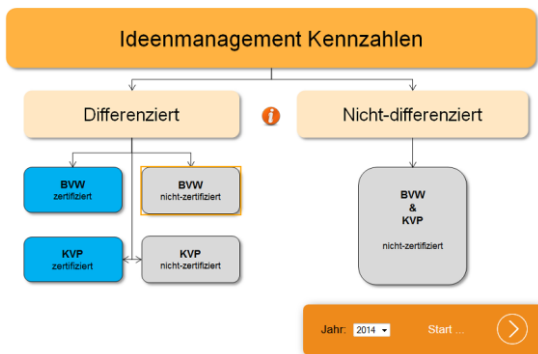 Ideenmanagement Kennzahlen
Differenziert
i
Nicht-differenziert
BVW
zertifiziert
BVW
nicht-zertifiziert
KVP
zertifiziert
KVP
nicht-zertifiziert
BVW
&
KVP
nicht-zertifiziert
Jahr: 2014 Start ...